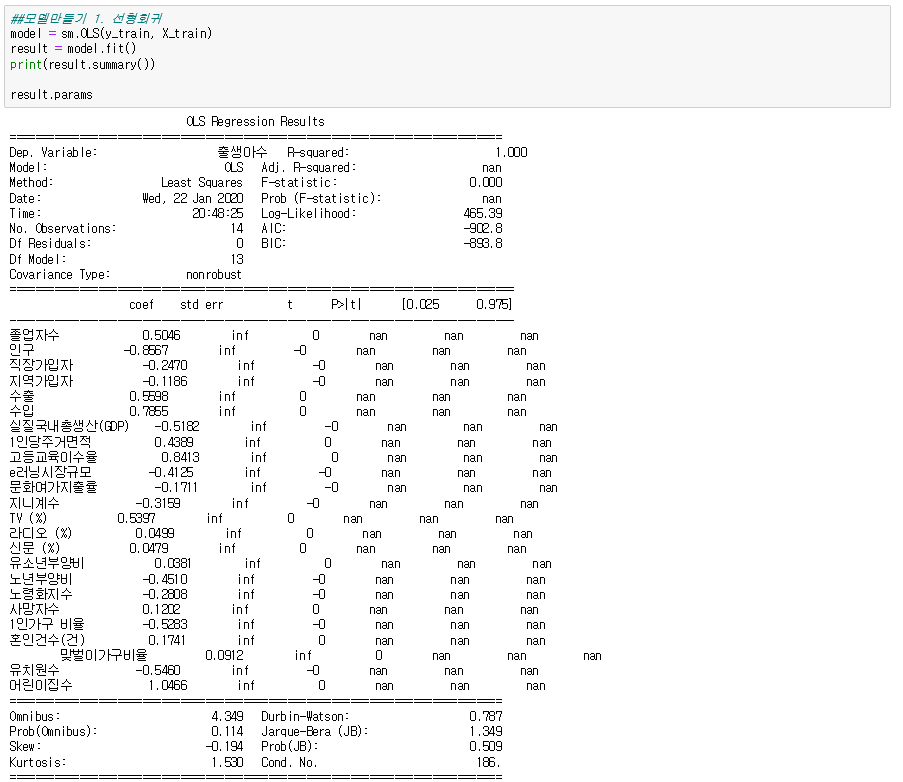 ##모델만들기 1. 선형회귀
model = sm.OLS(y_train, X_train)
result = model.fit()
print(result.summary())
result.params
OLS Regression Results
==============================================================================
Dep. Variable: 출생아수 R-squared: 1.000
Model: OLS Adj. R-squared: nan
Method: Least Squares F-statistic: 0.000
Date: Wed, 22 Jan 2020 Prob (F-statistic): nan
Time: 20:48:25 Log-Likelihood: 465.39
No. Observations: 14 AIC: -902.8
Df Residuals: 0 BIC: -893.8
Df Model: 13
Covariance Type: nonrobust
==============================================================================
coef std err t P>|t| [0.025 0.975]
------------------------------------------------------------------------------
졸업자수 0.5046 inf 0 nan nan nan
인구 -0.8567 inf -0 nan nan nan
직장가입자 -0.2470 inf -0 nan nan nan
지역가입자 -0.1186 inf -0 nan nan nan
수출 0.5598 inf 0 nan nan nan
수입 0.7855 inf 0 nan nan nan
실질국내총생산(GDP) -0.5182 inf -0 nan nan nan
1인당주거면적 0.4389 inf 0 nan nan nan
고등교육이수율 0.8413 inf 0 nan nan nan
e러닝시장규모 -0.4125 inf -0 nan nan nan
문화여가지출률 -0.1711 inf -0 nan nan nan
지니계수 -0.3159 inf -0 nan nan nan
TV (%) 0.5397 inf 0 nan nan nan
라디오 (%) 0.0499 inf 0 nan nan nan
신문 (%) 0.0479 inf 0 nan nan nan
유소년부양비 0.0381 inf 0 nan nan nan
노년부양비 -0.4510 inf -0 nan nan nan
노령화지수 -0.2808 inf -0 nan nan nan
사망자수 0.1202 inf 0 nan nan nan
1인가구 비율 -0.5283 inf -0 nan nan nan
혼인건수(건) 0.1741 inf 0 nan nan nan
맞벌이가구비율 0.0912 inf 0 nan nan nan
유치원수 -0.5460 inf -0 nan nan nan
어린이집수 1.0466 inf 0 nan nan nan
==============================================================================
Omnibus: 4.349 Durbin-Watson: 0.787
Prob(Omnibus): 0.114 Jarque-Bera (JB): 1.349
Skew: -0.194 Prob(JB): 0.509
Kurtosis: 1.530 Cond. No. 186.
==============================================================================